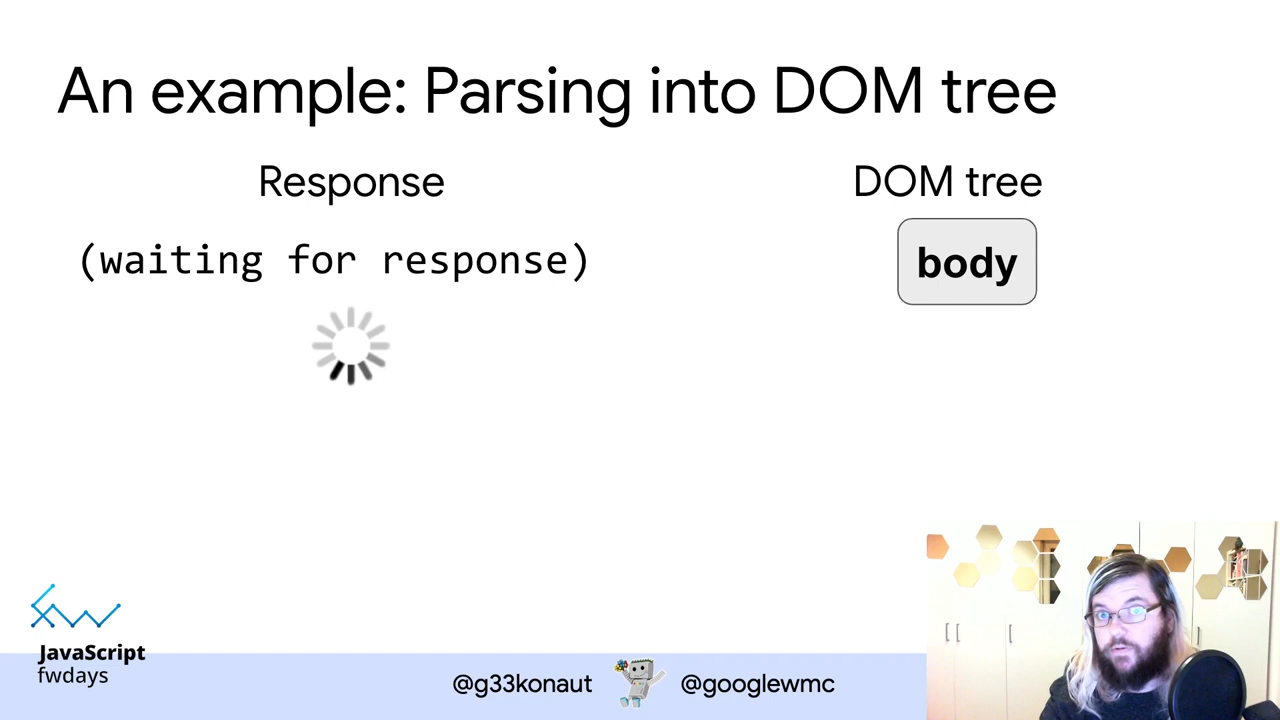 An example: Parsing into DOM tree
Response
DOM tree
(waiting for response)
body
JavaScript
fwdays
@g33konaut
@googlewmc